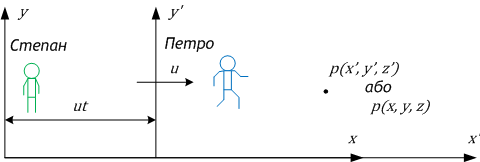 y
y'
Степан
Петро
u
p(x', y', z')
або
p(x, y, z)
ut
x
x'